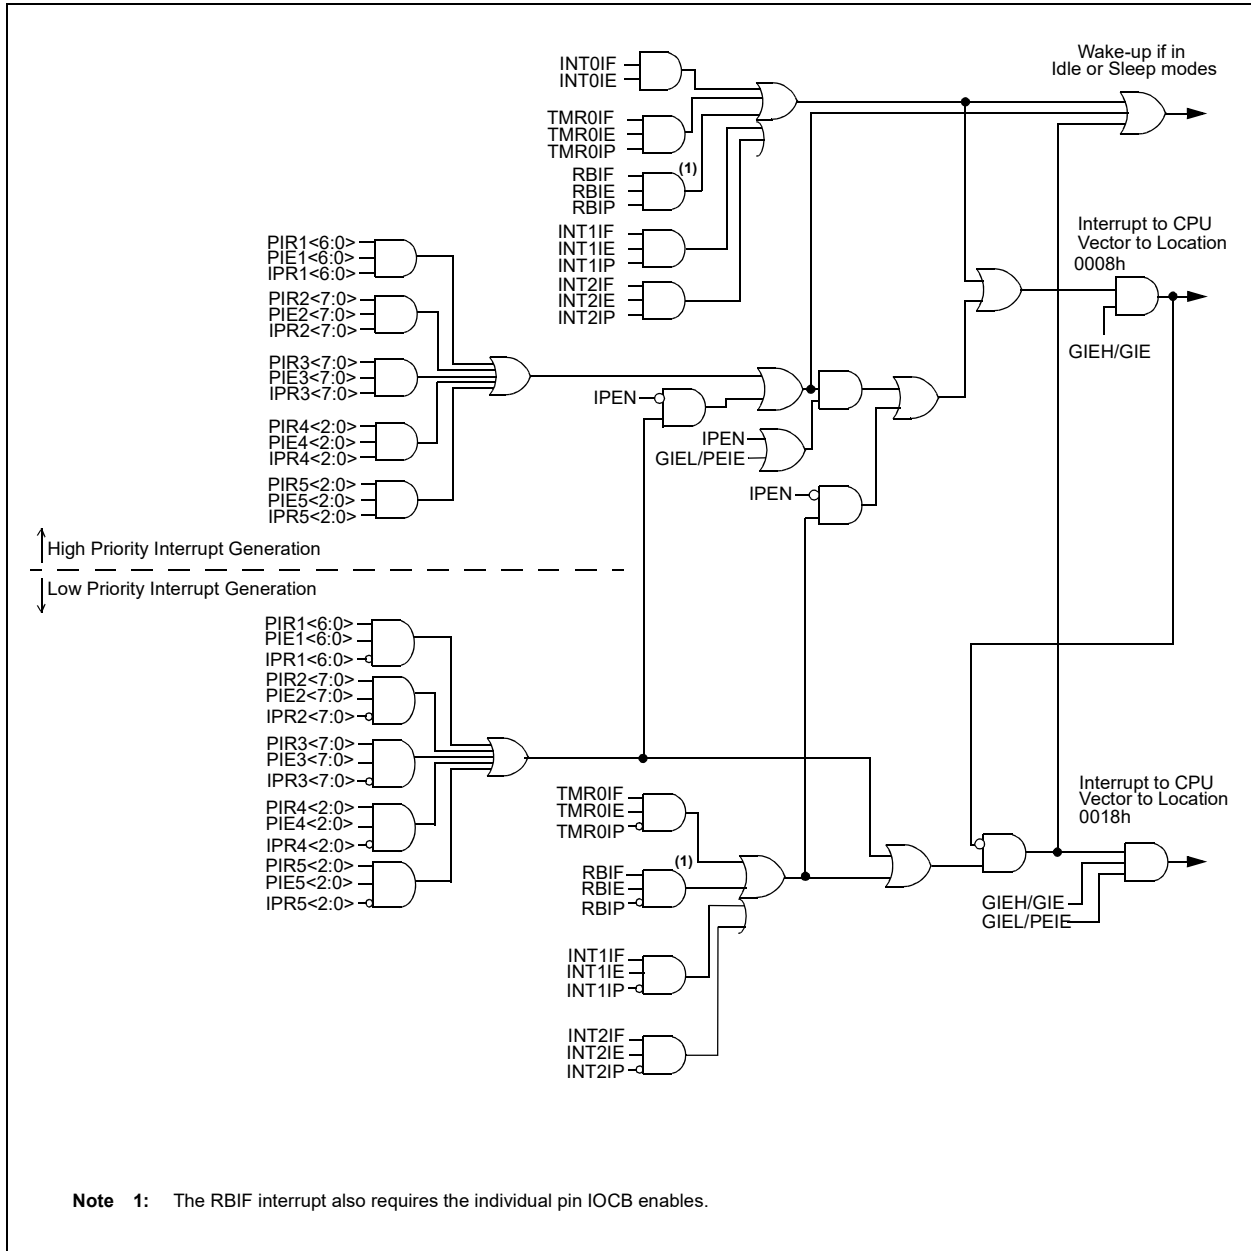 Wake-up if in
Idle or Sleep modes
INT0IF
INT0IE
TMR0IF
TMR0IE
TMR0IP
(1)
RBIF
RBIE
RBIP
INT1IF
INT1IE
INT1IP
INT2IF
INT2IE
INT2IP
Interrupt to CPU
Vector to Location
0008h
GIEH/GIE
PIR1<6:0>
PIE1<6:0>
IPR1<6:0>
PIR2<7:0>
PIE2<7:0>
IPR2<7:0>
PIR3<7:0>
PIE3<7:0>
IPR3<7:0>
PIR4<2:0>
PIE4<2:0>
IPR4<2:0>
PIR5<2:0>
PIE5<2:0>
IPR5<2:0>
IPEN
IPEN
GIEL/PEIE
IPEN
High Priority Interrupt Generation
Low Priority Interrupt Generation
PIR1<6:0>
PIE1<6:0>
IPR1<6:0>
PIR2<7:0>
PIE2<7:0>
IPR2<7:0>
PIR3<7:0>
PIE3<7:0>
IPR3<7:0>
PIR4<2:0>
PIE4<2:0>
IPR4<2:0>
PIR5<2:0>
PIE5<2:0>
IPR5<2:0>
TMR0IF
TMR0IE
TMR0IP
(1)
RBIF
RBIE
RBIP
INT1IF
INT1IE
INT1IP
INT2IF
INT2IE
INT2IP
Interrupt to CPU
Vector to Location
0018h
GIEH/GIE
GIEL/PEIE
Note 1: The RBIF interrupt also requires the individual pin IOCB enables.